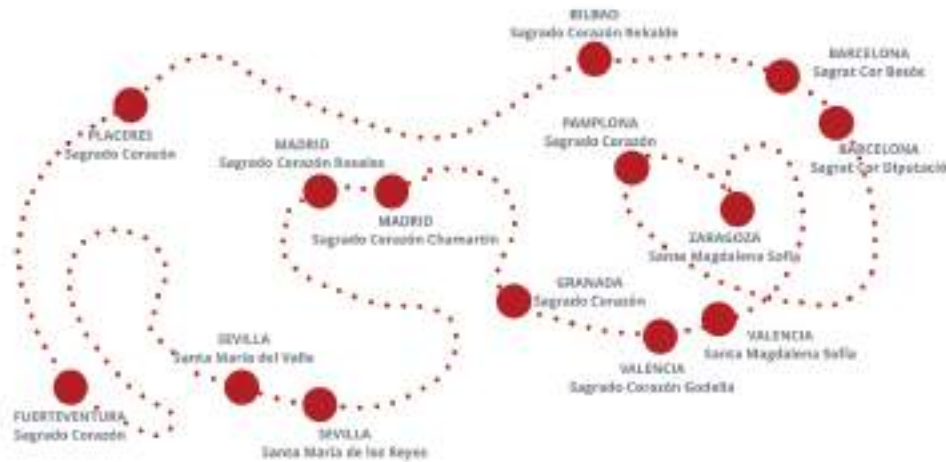 BILBAO
Sagrado Corazón Rekalde
BARCELONA
Sagrat Cor Besòs
PLACERES
Sagrado Corazón
MADRID
Sagrado Corazón Rosales
PAMPLONA
Sagrado Corazón
BARCELONA
Sagrat Cor Diputació
MADRID
Sagrado Corazón Chamartín
ZARAGOZA
Santa Magdalena Sofía
GRANADA
Sagrado Corazón
SEVILLA
Santa María del Valle
VALENCIA
Santa Magdalena Sofía
VALENCIA
Sagrado Corazón Godella
FUERTEVENTURA
Sagrado Corazón
SEVILLA
Santa María de los Reyes